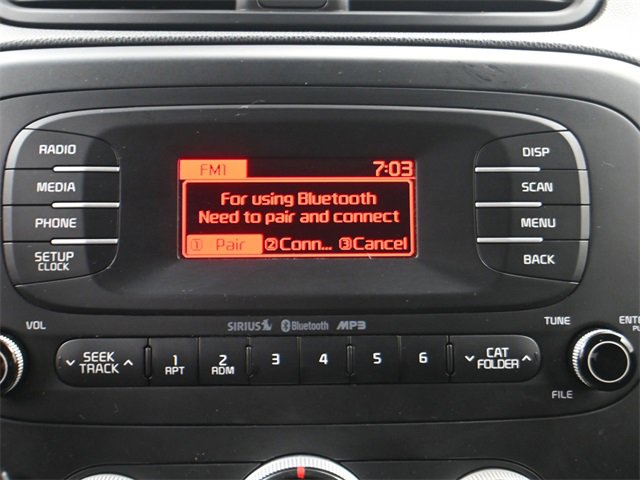 FM1 7:03
For using Bluetooth
Need to pair and connect
① Pair ②Conn... ③Cancel
RADIO
MEDIA
PHONE
SETUP
CLOCK
DISP
SCAN
MENU
BACK
VOL
SIRIUS Bluetooth MP3
TUNE
SEEK
TRACK
1
RPT
2
RDM
3
4
5
6
CAT
FOLDER
FILE